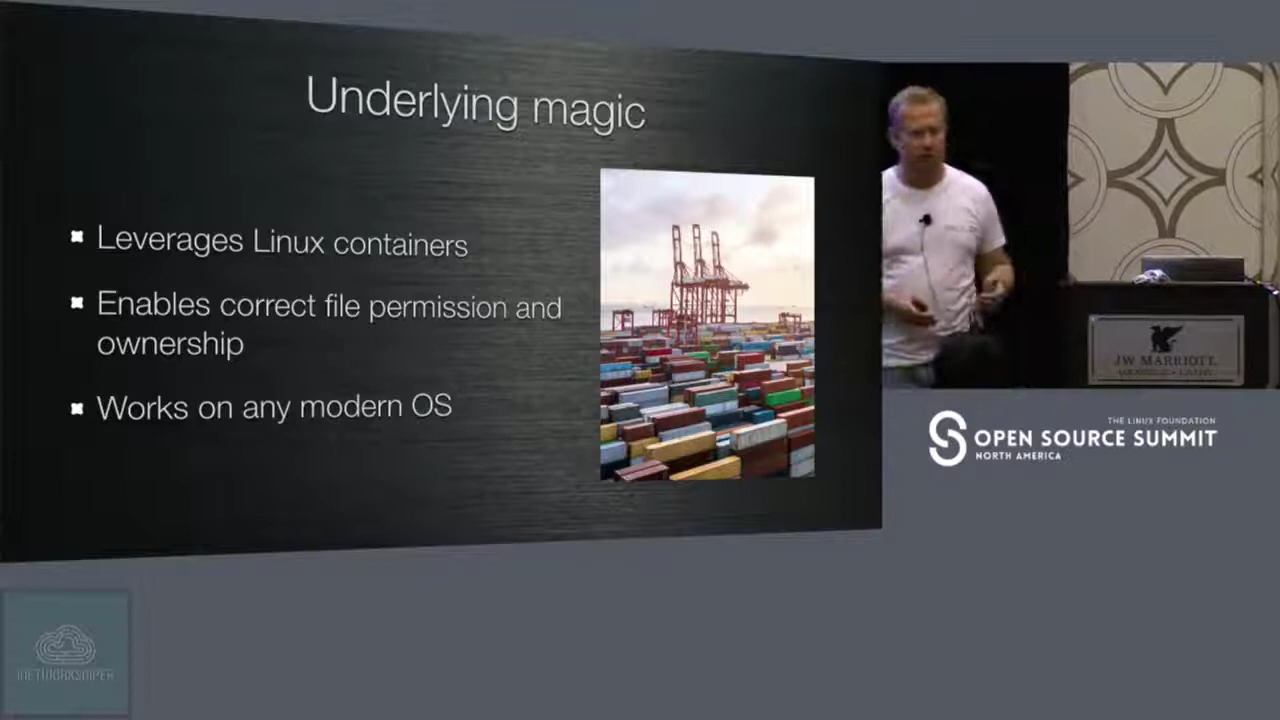 Underlying magic
Leverages Linux containers
Enables correct file permission and
ownership
Works on any modern OS
JW MARRIOTT
THE LINUX FOUNDATION
OPEN SOURCE SUMMIT
NORTH AMERICA